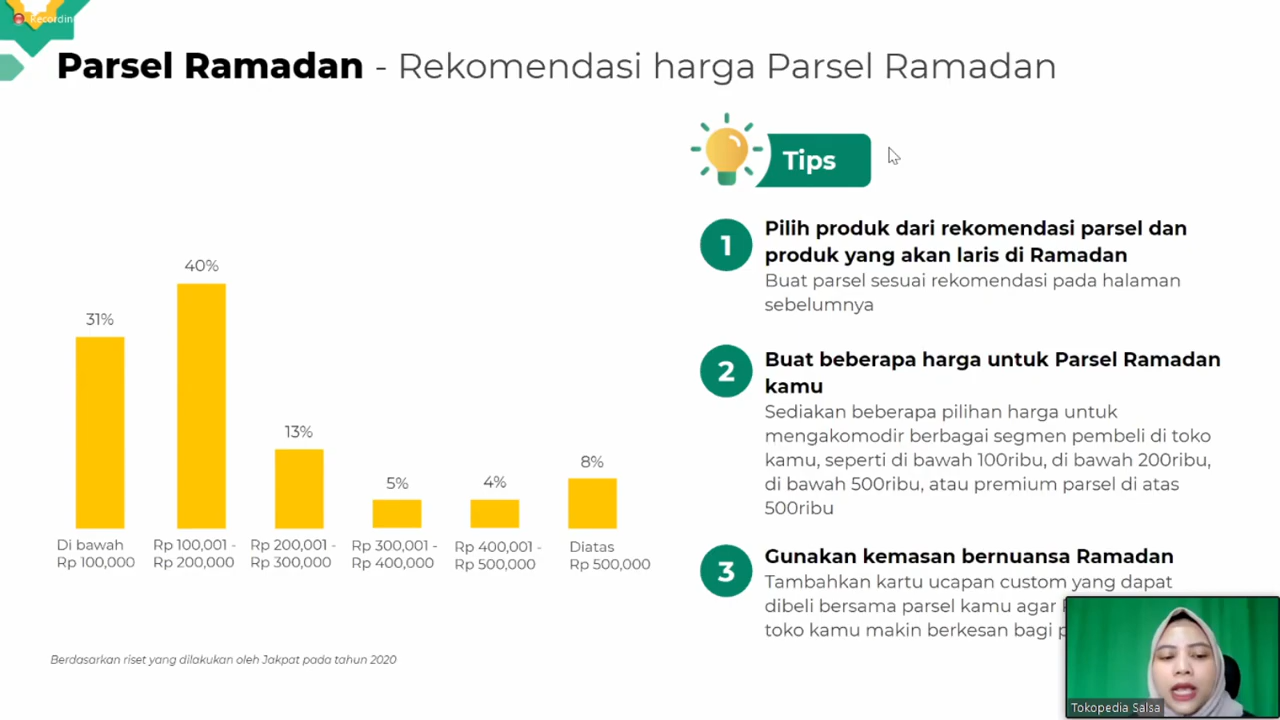 Recording
Parsel Ramadan - Rekomendasi harga Parsel Ramadan
Tips
31%
40%
13%
5%
4%
8%
Di bawah
Rp 100,000
Rp 100,001 -
Rp 200,000
Rp 200,001 -
Rp 300,000
Rp 300,001 -
Rp 400,000
Rp 400,001 -
Rp 500,000
Diatas
Rp 500,000
Berdasarkan riset yang dilakukan oleh Jakpat pada tahun 2020
1
Pilih produk dari rekomendasi parsel dan
produk yang akan laris di Ramadan
Buat parsel sesuai rekomendasi pada halaman
sebelumnya
2
Buat beberapa harga untuk Parsel Ramadan
kamu
Sediakan beberapa pilihan harga untuk
mengakomodir berbagai segmen pembeli di toko
kamu, seperti di bawah 100ribu, di bawah 200ribu,
di bawah 500ribu, atau premium parsel di atas
500ribu
3
Gunakan kemasan bernuansa Ramadan
Tambahkan kartu ucapan custom yang dapat
dibeli bersama parsel kamu agar
toko kamu makin berkesan bagi
Tokopedia Salsa